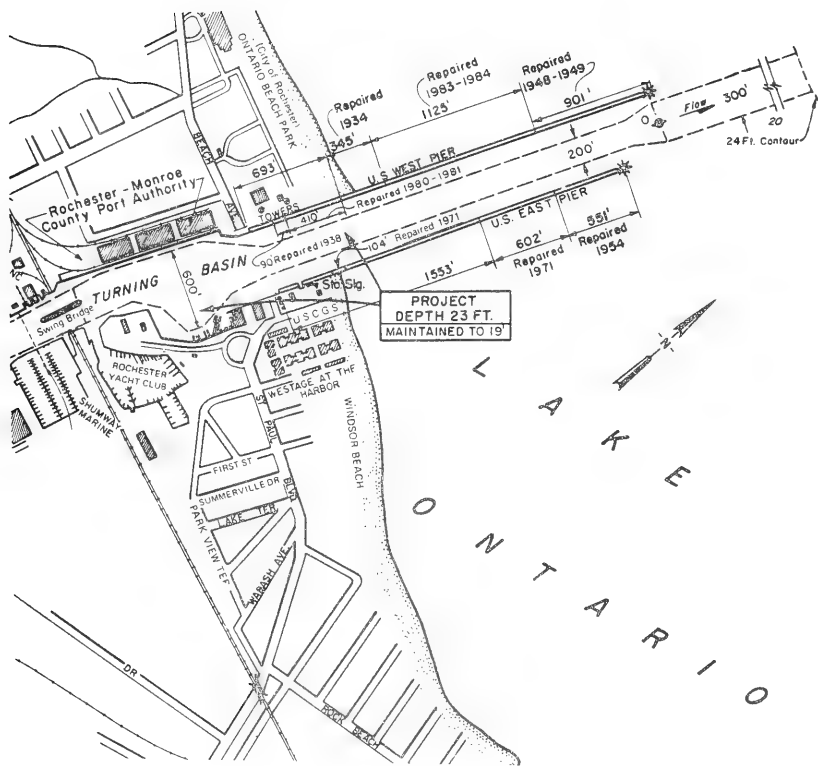 (City of Rochester)
ONTARIO BEACH PARK
Repaired
1934
345'
Repaired
1983-1984
1125'
Repaired
1948-1949
901'
Flow
300'
20
0
24 Ft. Contour
BEACH
AVE
693'
U.S. WEST PIER
200'
Rochester - Monroe
County Port Authority
TOWERS
410'
Repaired 1980-1981
U.S. EAST PIER
551'
Repaired
1954
602'
Repaired
1971
104' Repaired 1971
90' Repaired 1938
1553'
TURNING BASIN
600'
Sta. Slg.
USCGS
Swing Bridge
PROJECT
DEPTH 23 FT.
MAINTAINED TO 19'
N
ROCHESTER
YACHT CLUB
SHUMWAY
MARINE
WESTAGE AT THE
HARBOR
WINDSOR BEACH
ST PAUL BLVD
FIRST ST
SUMMERVILLE DR
LAKE TER
PARK VIEW TER
WABASH AVE
DR
ROCK BEACH
LAKE
ONTARIO